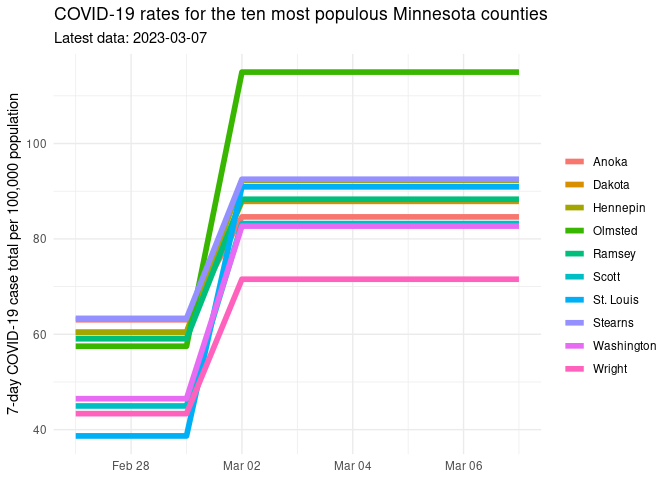 COVID-19 rates for the ten most populous Minnesota counties
Latest data: 2023-03-07
7-day COVID-19 case total per 100,000 population
100
80
60
40
Feb 28
Mar 02
Mar 04
Mar 06
Anoka
Dakota
Hennepin
Olmsted
Ramsey
Scott
St. Louis
Stearns
Washington
Wright